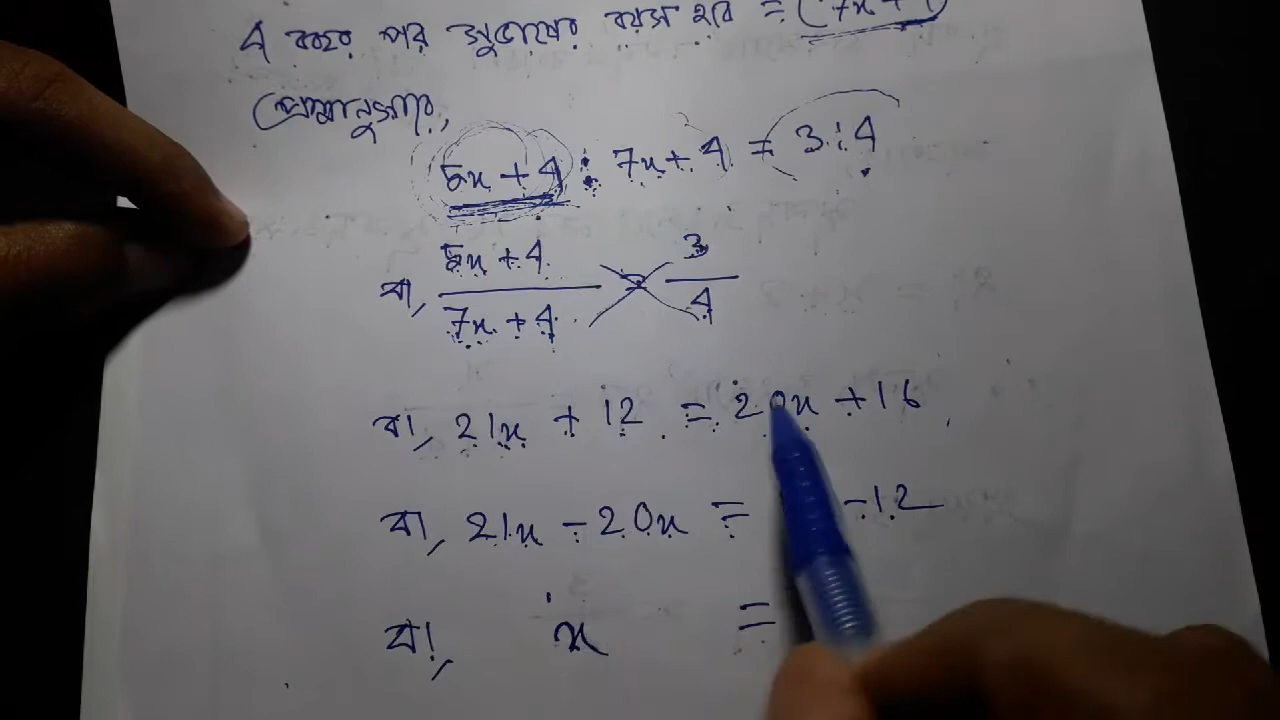 4 বছর পর সুভাষের বয়স হবে = (7x+4)
প্রশ্নানুসারে,
5x+4 : 7x+4 = 3:4
বা, 5x+4/7x+4 = 3/4
বা, 21x + 12 = 20x + 16
বা, 21x - 20x = -12
বা, x =